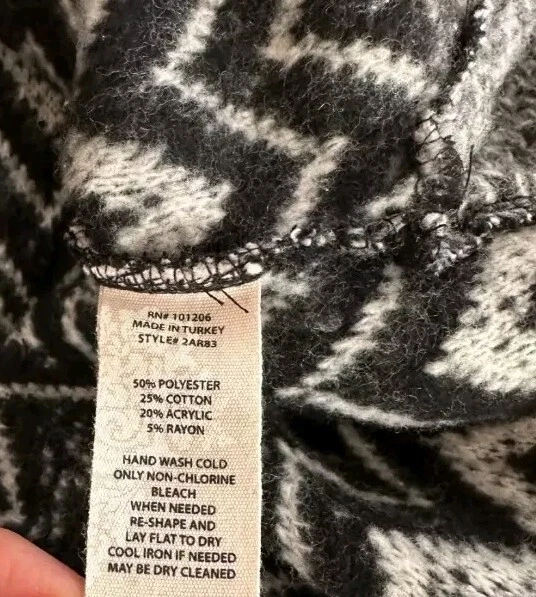 RN# 101206
MADE IN TURKEY
STYLE# 2AR83
50% POLYESTER
25% COTTON
20% ACRYLIC
5% RAYON
HAND WASH COLD
ONLY NON-CHLORINE
BLEACH
WHEN NEEDED
RE-SHAPE AND
LAY FLAT TO DRY
COOL IRON IF NEEDED
MAY BE DRY CLEANED